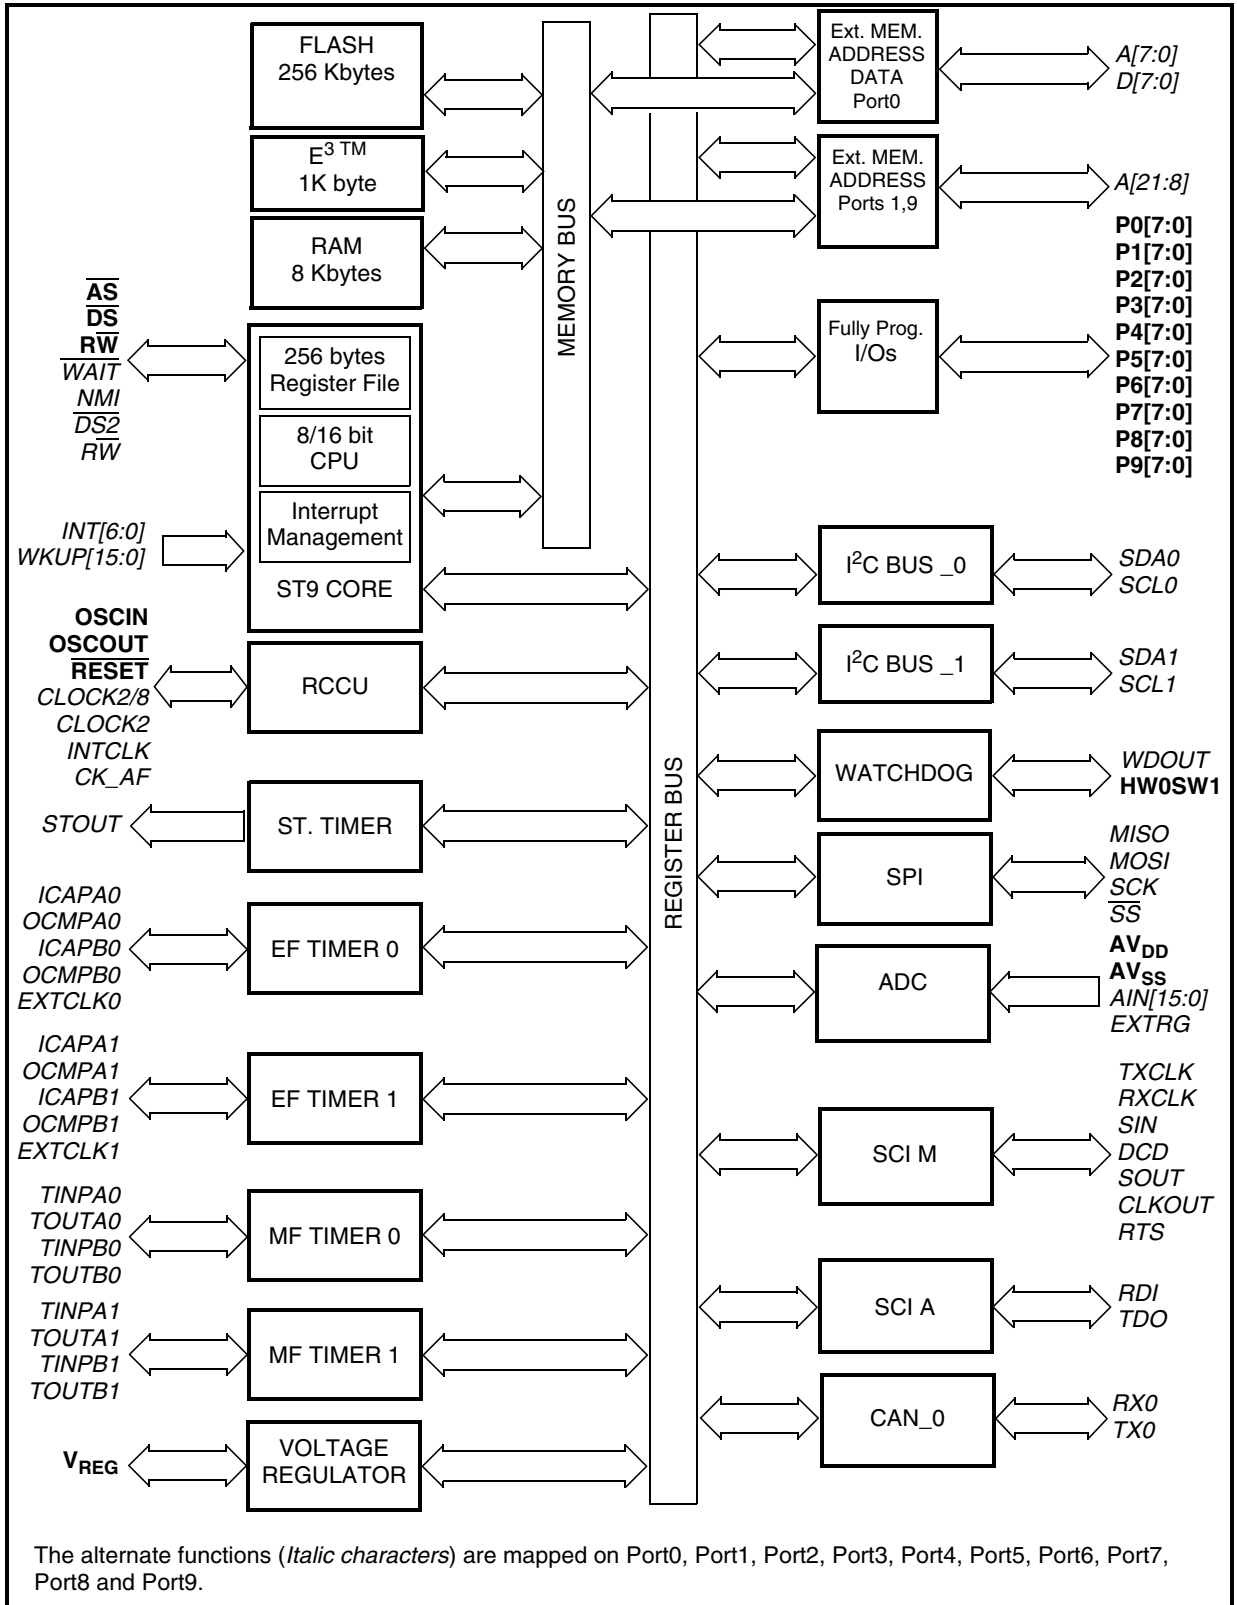 FLASH
256 Kbytes
E3 TM
1K byte
RAM
8 Kbytes
AS
DS
RW
WAIT
NMI
DS2
RW
256 bytes
Register File
8/16 bit
CPU
Interrupt
Management
ST9 CORE
INT[6:0]
WKUP[15:0]
OSCIN
OSCOUT
RESET
CLOCK2/8
CLOCK2
INTCLK
CK_AF
RCCU
STOUT
ST. TIMER
ICAPA0
OCMPA0
ICAPB0
OCMPB0
EXTCLK0
EF TIMER 0
ICAPA1
OCMPA1
ICAPB1
OCMPB1
EXTCLK1
EF TIMER 1
TINPA0
TOUTA0
TINPB0
TOUTB0
MF TIMER 0
TINPA1
TOUTA1
TINPB1
TOUTB1
MF TIMER 1
VREG
VOLTAGE
REGULATOR
MEMORY BUS
REGISTER BUS
Ext. MEM.
ADDRESS
DATA
Port0
A[7:0]
D[7:0]
Ext. MEM.
ADDRESS
Ports 1,9
A[21:8]
Fully Prog.
I/Os
P0[7:0]
P1[7:0]
P2[7:0]
P3[7:0]
P4[7:0]
P5[7:0]
P6[7:0]
P7[7:0]
P8[7:0]
P9[7:0]
I2C BUS _0
SDA0
SCL0
I2C BUS _1
SDA1
SCL1
WATCHDOG
WDOUT
HW0SW1
SPI
MISO
MOSI
SCK
SS
ADC
AVDD
AVSS
AIN[15:0]
EXTRG
SCI M
TXCLK
RXCLK
SIN
DCD
SOUT
CLKOUT
RTS
SCI A
RDI
TDO
CAN_0
RX0
TX0
The alternate functions (Italic characters) are mapped on Port0, Port1, Port2, Port3, Port4, Port5, Port6, Port7,
Port8 and Port9.